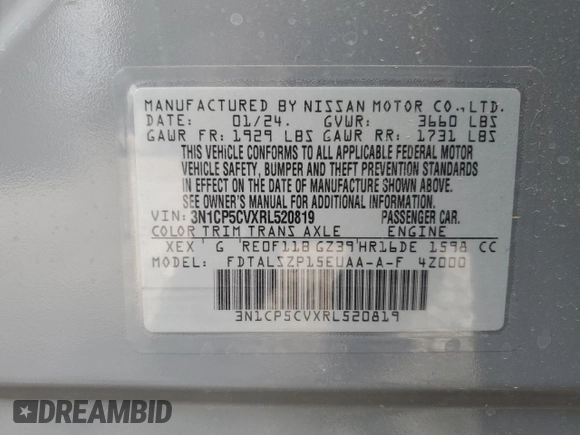 MANUFACTURED BY NISSAN MOTOR CO., LTD.
DATE: 01/24. GVWR: 3660 LBS
GAWR FR: 1929 LBS GAWR RR: 1731 LBS
THIS VEHICLE CONFORMS TO ALL APPLICABLE FEDERAL MOTOR
VEHICLE SAFETY, BUMPER AND THEFT PREVENTION STANDARDS
IN EFFECT ON THE DATE OF MANUFACTURE SHOWN ABOVE.
SEE OWNER'S MANUAL FOR ADDITIONAL INFORMATION.
VIN: 3N1CP5CVXRL520819 PASSENGER CAR.
COLOR TRIM TRANS AXLE ENGINE
XEX G RE0F11B GZ39 HR16DE 1598 CC
MODEL: FDTALSZP15EUAA-A-F 4Z000
3N1CP5CVXRL520819
DREAMBID